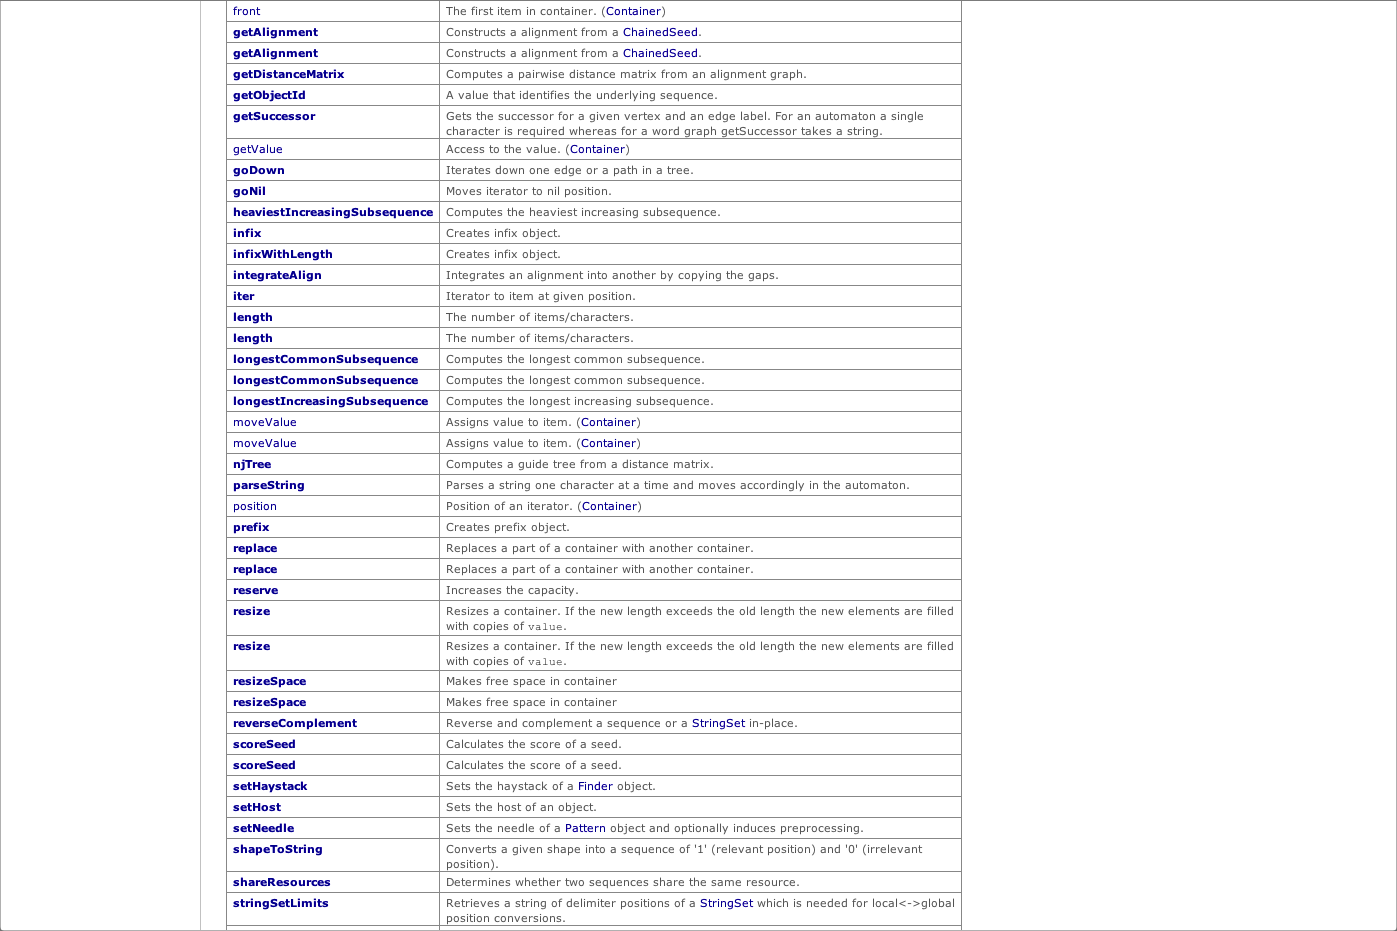 front The first item in container. (Container)
getAlignment Constructs a alignment from a ChainedSeed.
getAlignment Constructs a alignment from a ChainedSeed.
getDistanceMatrix Computes a pairwise distance matrix from an alignment graph.
getObjectId A value that identifies the underlying sequence.
getSuccessor Gets the successor for a given vertex and an edge label. For an automaton a single
character is required whereas for a word graph getSuccessor takes a string.
getValue Access to the value. (Container)
goDown Iterates down one edge or a path in a tree.
goNil Moves iterator to nil position.
heaviestIncreasingSubsequence Computes the heaviest increasing subsequence.
infix Creates infix object.
infixWithLength Creates infix object.
integrateAlign Integrates an alignment into another by copying the gaps.
iter Iterator to item at given position.
length The number of items/characters.
length The number of items/characters.
longestCommonSubsequence Computes the longest common subsequence.
longestCommonSubsequence Computes the longest common subsequence.
longestIncreasingSubsequence Computes the longest increasing subsequence.
moveValue Assigns value to item. (Container)
moveValue Assigns value to item. (Container)
njTree Computes a guide tree from a distance matrix.
parseString Parses a string one character at a time and moves accordingly in the automaton.
position Position of an iterator. (Container)
prefix Creates prefix object.
replace Replaces a part of a container with another container.
replace Replaces a part of a container with another container.
reserve Increases the capacity.
resize Resizes a container. If the new length exceeds the old length the new elements are filled
with copies of value.
resize Resizes a container. If the new length exceeds the old length the new elements are filled
with copies of value.
resizeSpace Makes free space in container
resizeSpace Makes free space in container
reverseComplement Reverse and complement a sequence or a StringSet in-place.
scoreSeed Calculates the score of a seed.
scoreSeed Calculates the score of a seed.
setHaystack Sets the haystack of a Finder object.
setHost Sets the host of an object.
setNeedle Sets the needle of a Pattern object and optionally induces preprocessing.
shapeToString Converts a given shape into a sequence of '1' (relevant position) and '0' (irrelevant
position).
shareResources Determines whether two sequences share the same resource.
stringSetLimits Retrieves a string of delimiter positions of a StringSet which is needed for local<->global
position conversions.